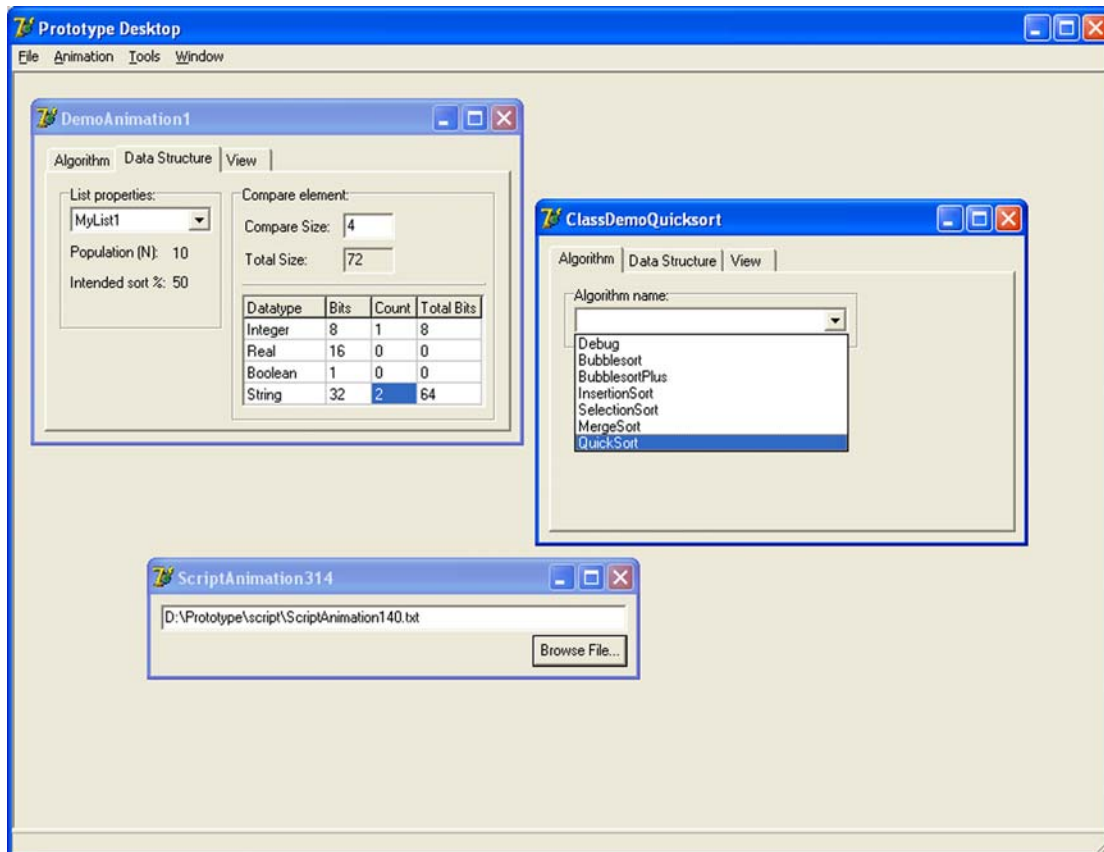 Prototype Desktop
File Animation Tools Window
DemoAnimation1
Algorithm Data Structure View
List properties:
MyList1
Population (N): 10
Intended sort %: 50
Compare element:
Compare Size: 4
Total Size: 72
Datatype Bits Count Total Bits
Integer 8 1 8
Real 16 0 0
Boolean 1 0 0
String 32 2 64
ClassDemoQuicksort
Algorithm Data Structure View
Algorithm name:
Debug
Bubblesort
BubblesortPlus
InsertionSort
SelectionSort
MergeSort
QuickSort
ScriptAnimation314
D:\Prototype\script\ScriptAnimation140.txt
Browse File...